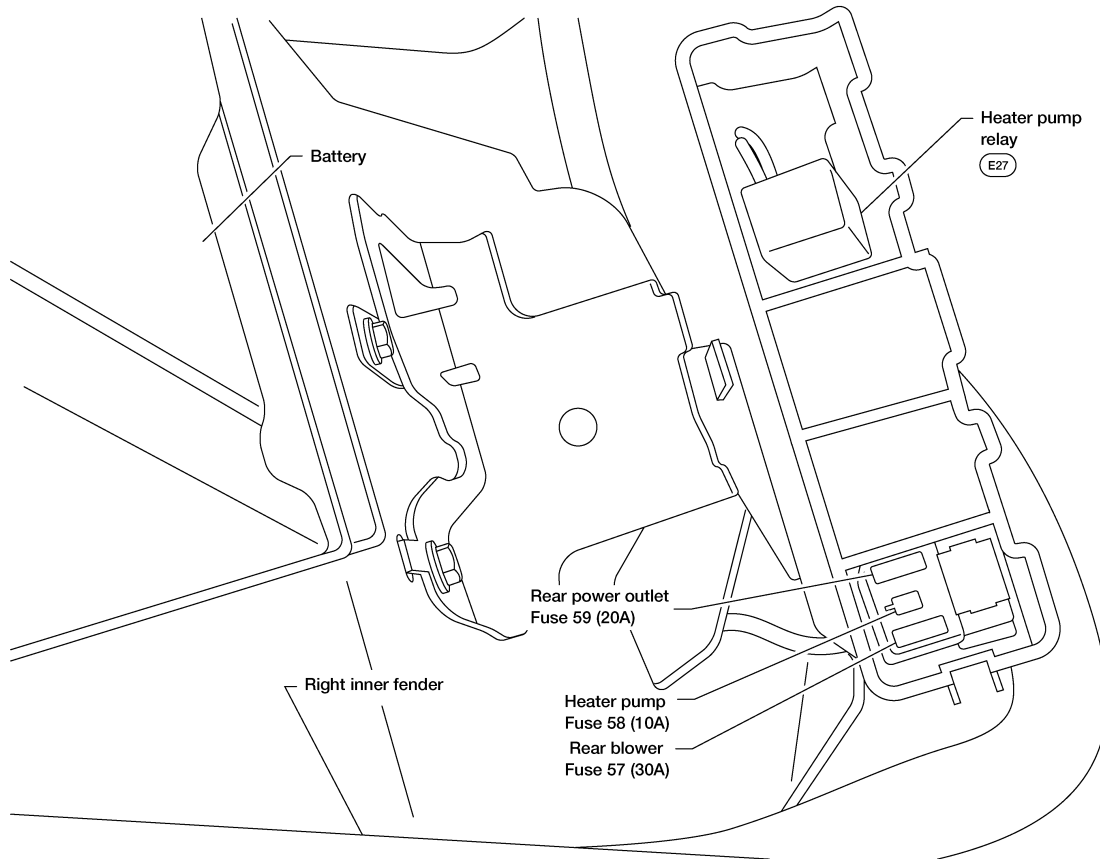 Battery
Heater pump
relay
E27
Rear power outlet
Fuse 59 (20A)
Right inner fender
Heater pump
Fuse 58 (10A)
Rear blower
Fuse 57 (30A)